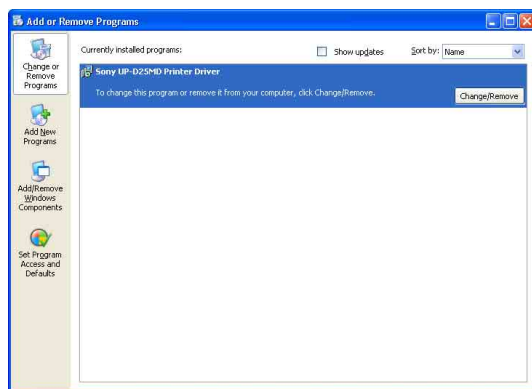 Add or Remove Programs
Change or
Remove
Programs
Currently installed programs:
Show updates
Sort by:
Name
Sony UP-D25MD Printer Driver
To change this program or remove it from your computer, click Change/Remove.
Change/Remove
Add New
Programs
Add/Remove
Windows
Components
Set Program
Access and
Defaults